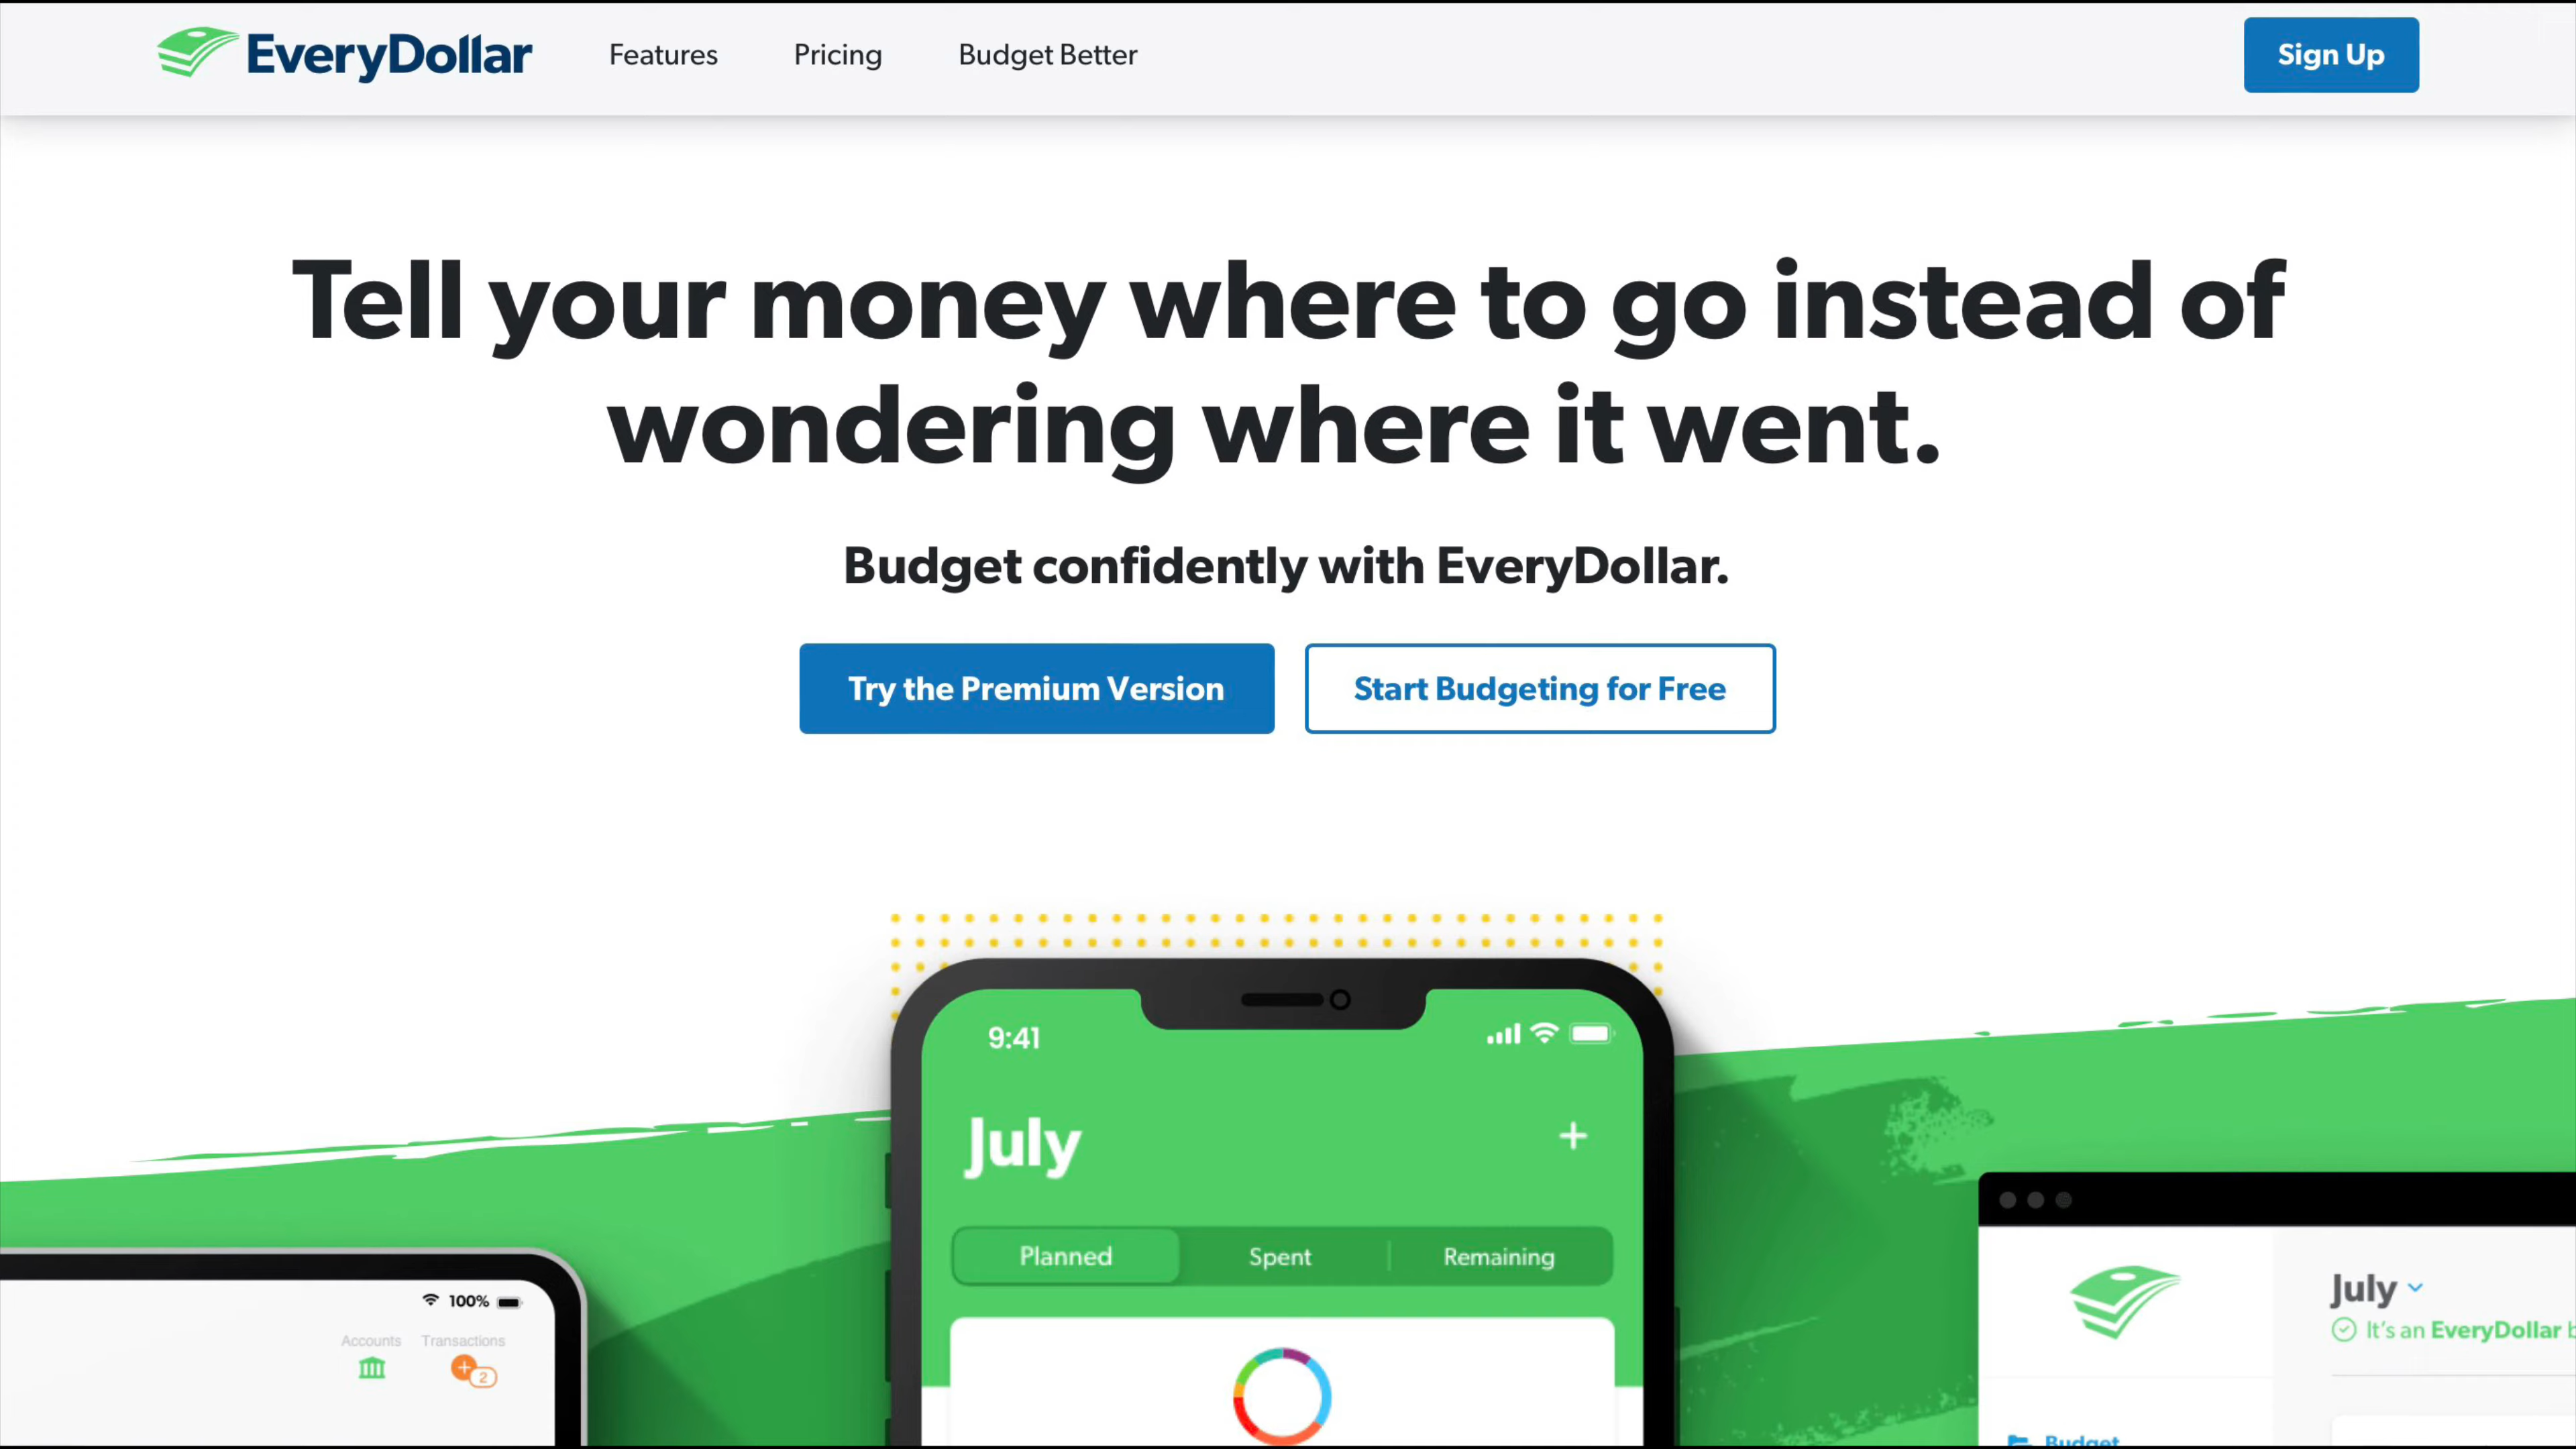 EveryDollar
Features
Pricing
Budget Better
Sign Up
Tell your money where to go instead of
wondering where it went.
Budget confidently with EveryDollar.
Try the Premium Version
Start Budgeting for Free
9:41
July
+
Planned
Spent
Remaining
100%
Accounts
Transactions
2
July
It's an EveryDollar b
Budget